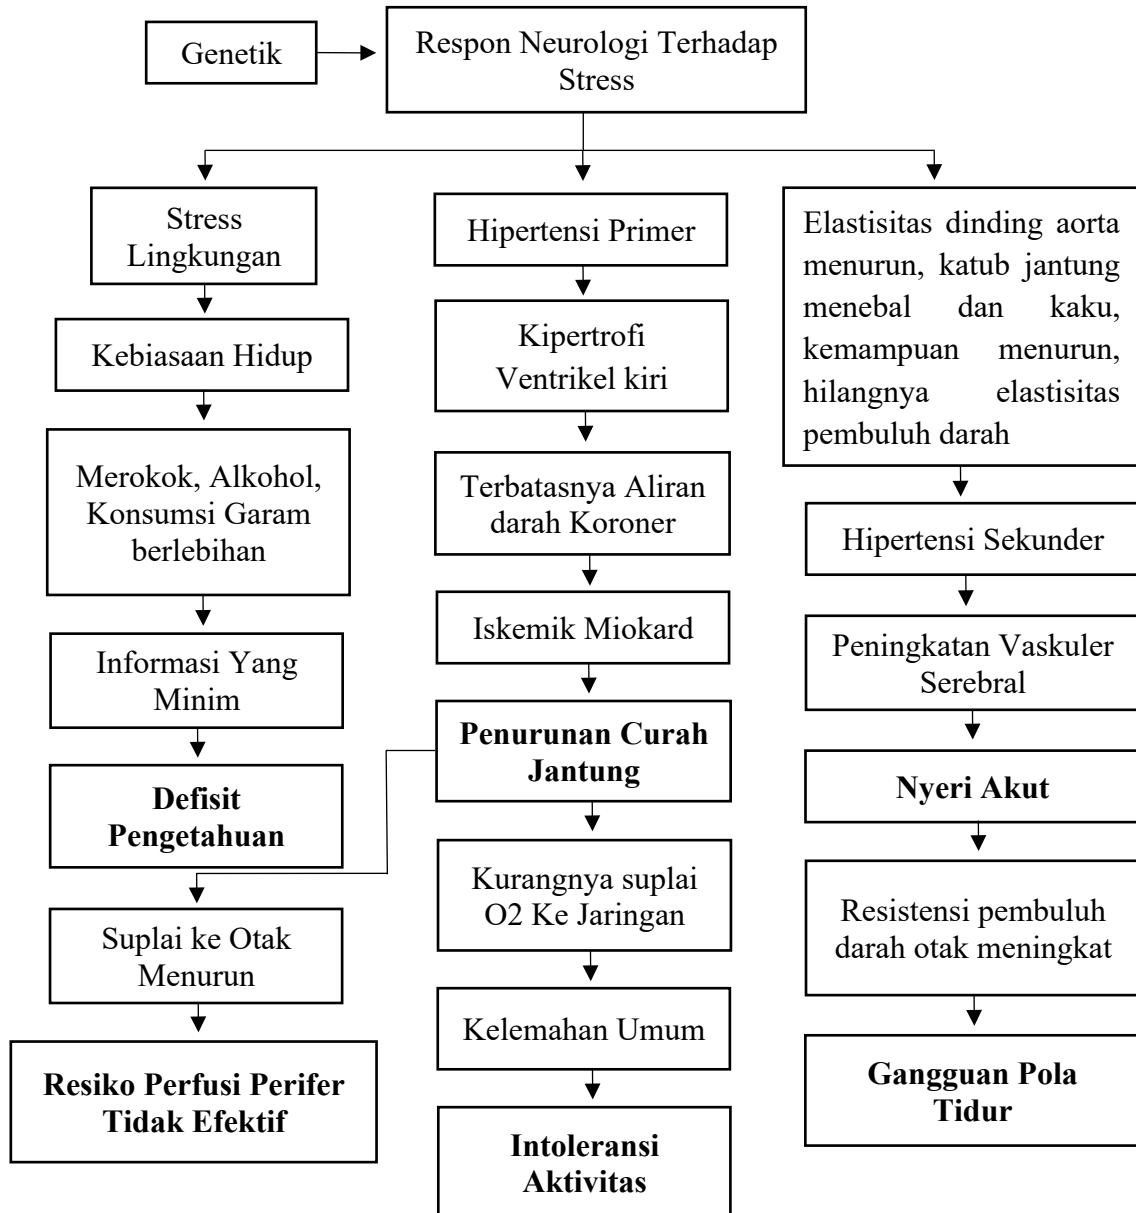 Genetik
Respon Neurologi Terhadap
Stress
Stress
Lingkungan
Kebiasaan Hidup
Merokok, Alkohol,
Konsumsi Garam
berlebihan
Informasi Yang
Minim
Defisit
Pengetahuan
Suplai ke Otak
Menurun
Resiko Perfusi Perifer
Tidak Efektif
Hipertensi Primer
Kipertrofi
Ventrikel kiri
Terbatasnya Aliran
darah Koroner
Iskemik Miokard
Penurunan Curah
Jantung
Kurangnya suplai
O2 Ke Jaringan
Kelemahan Umum
Intoleransi
Aktivitas
Elastisitas dinding aorta
menurun, katub jantung
menebal dan kaku,
kemampuan menurun,
hilangnya elastisitas
pembuluh darah
Hipertensi Sekunder
Peningkatan Vaskuler
Serebral
Nyeri Akut
Resistensi pembuluh
darah otak meningkat
Gangguan Pola
Tidur